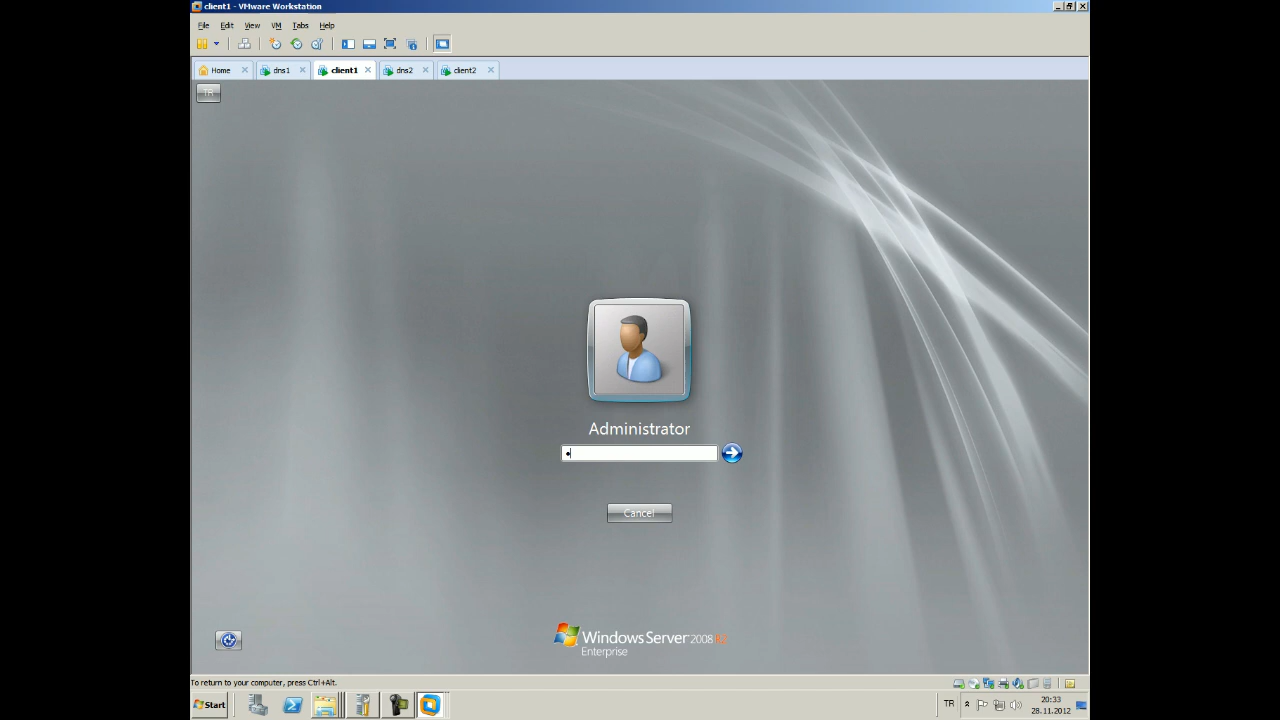 client1 - VMware Workstation
File Edit View VM Tabs Help
Home dns1 client1 dns2 client2
TR
Administrator
Cancel
Windows Server 2008 R2
Enterprise
To return to your computer, press Ctrl+Alt.
Start
TR
20:33
28.11.2012